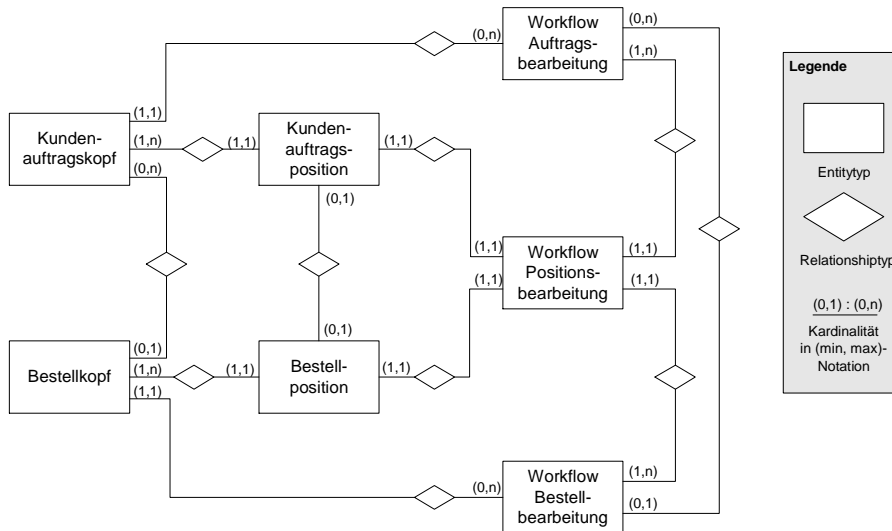 Workflow
Auftrags-
bearbeitung
(0,n)
(0,n)
(1,n)
Legende
Entitytyp
Relationshiptyp
(0,1) : (0,n)
Kardinalität
in (min, max)-
Notation
Kunden-
auftragskopf
(1,1)
(1,n)
(0,n)
(1,1)
Kunden-
auftrags-
position
(1,1)
(0,1)
(1,1)
(1,1)
Workflow
Positions-
bearbeitung
(1,1)
(1,1)
Bestellkopf
(0,1)
(1,n)
(1,1)
(0,1)
(1,1)
Bestell-
position
(1,1)
(0,n)
Workflow
Bestell-
bearbeitung
(1,n)
(0,1)